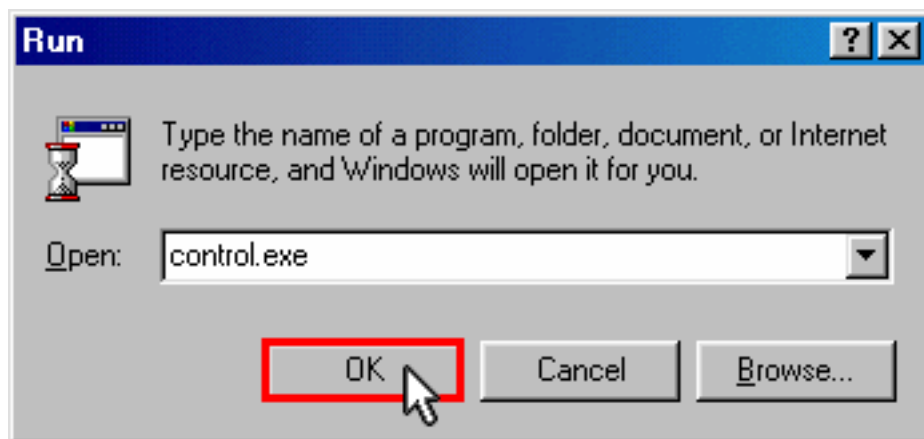 Run
Type the name of a program, folder, document, or Internet
resource, and Windows will open it for you.
Open: control.exe
OK Cancel Browse...